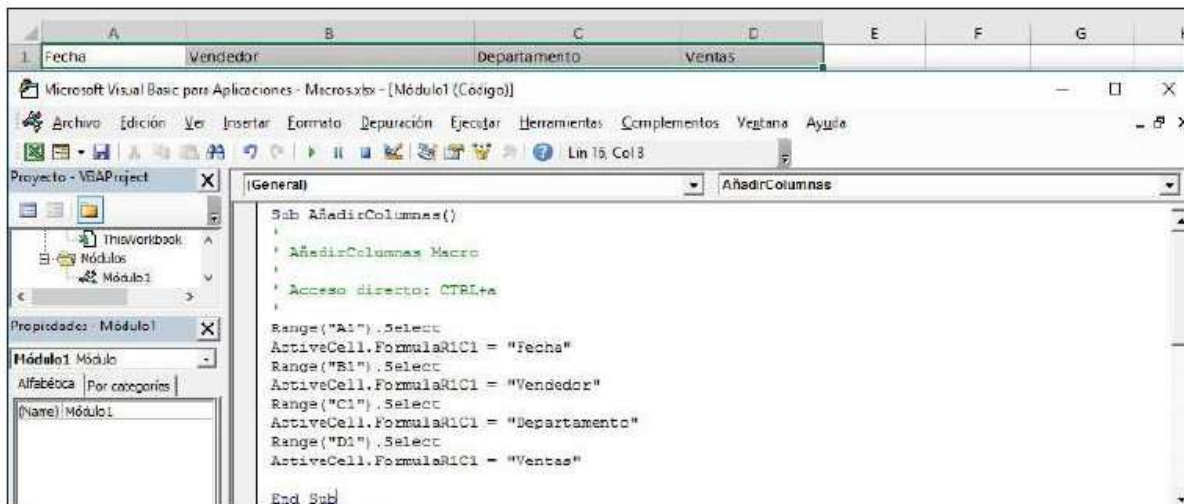 A B C D E F G
1 Fecha Vendedor Departamento Ventas
Microsoft Visual Basic para Aplicaciones - Macros.xlsx - [Módulo1 (Código)]
Archivo Edición Ver Insertar Formato Depuración Ejecutar Herramientas Complementos Ventana Ayuda
Lín 16, Col 8
Proyecto - VBAProject
(General) AñadirColumnas
ThisWorkbook
Módulos
Módulo1
Propiedades - Módulo1
Módulo1 Módulo
Alfabética Por categorías
(Name) Módulo1
Sub AñadirColumnas()
'
' AñadirColumnas Macro
'
' Acceso directo: CTRL+a
'
Range("A1").Select
ActiveCell.FormulaR1C1 = "Fecha"
Range("B1").Select
ActiveCell.FormulaR1C1 = "Vendedor"
Range("C1").Select
ActiveCell.FormulaR1C1 = "Departamento"
Range("D1").Select
ActiveCell.FormulaR1C1 = "Ventas"
End Sub